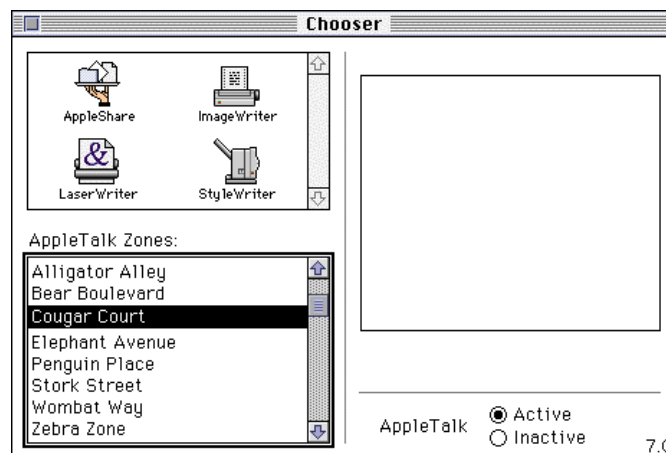 Chooser
AppleShare
ImageWriter
&
LaserWriter
StyleWriter
AppleTalk Zones:
Alligator Alley
Bear Boulevard
Cougar Court
Elephant Avenue
Penguin Place
Stork Street
Wombat Way
Zebra Zone
AppleTalk
Active
Inactive